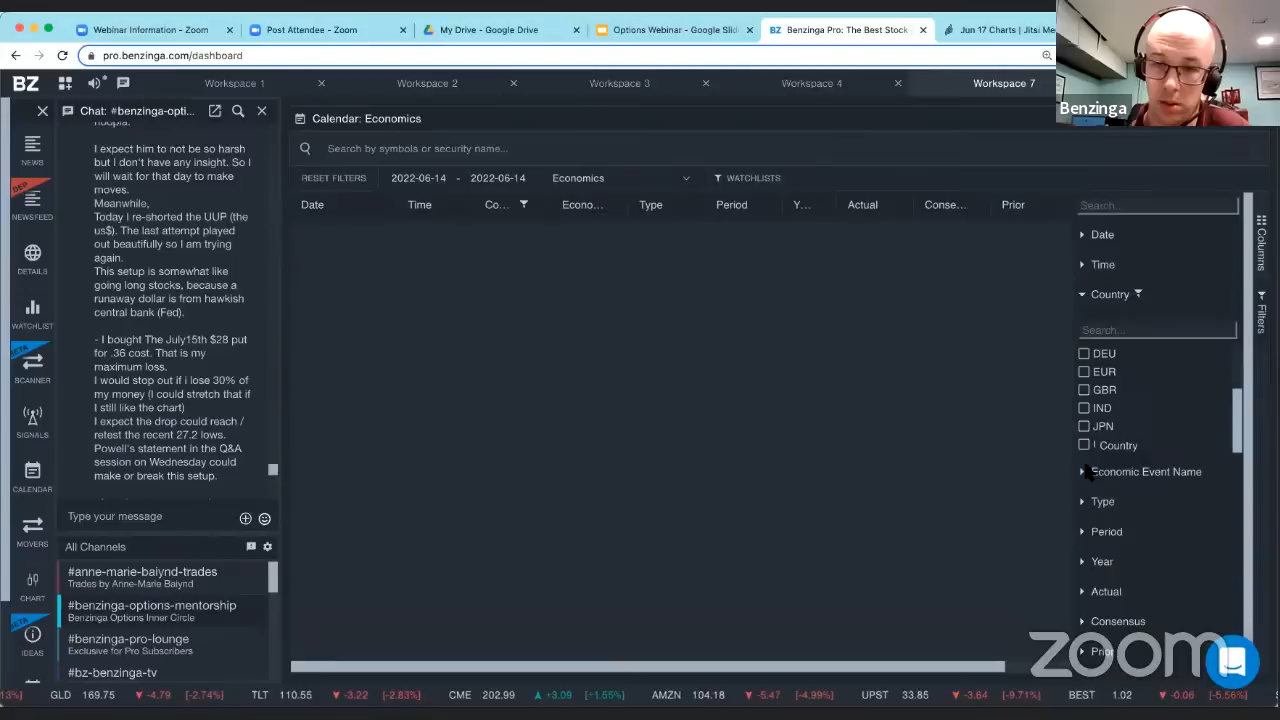 Webinar Information - Zoom
Post Attendee - Zoom
My Drive - Google Drive
Options Webinar - Google Slid
Benzinga Pro: The Best Stock
Jun 17 Charts | Jitsi Me
pro.benzinga.com/dashboard
Benzinga
BZ
Workspace 1
Workspace 2
Workspace 3
Workspace 4
Workspace 7
NEWS
DEP
NEWSFEED
DETAILS
WATCHLIST
BETA
SCANNER
SIGNALS
CALENDAR
MOVERS
CHART
BETA
IDEAS
Chat: #benzinga-opti...
I expect him to not be so harsh
but I don't have any insight. So I
will wait for that day to make
moves.
Meanwhile,
Today I re-shorted the UUP (the
us$). The last attempt played
out beautifully so I am trying
again.
This setup is somewhat like
going long stocks, because a
runaway dollar is from hawkish
central bank (Fed).
- I bought The July15th $28 put
for .36 cost. That is my
maximum loss.
I would stop out if i lose 30% of
my money (I could stretch that if
I still like the chart)
I expect the drop could reach /
retest the recent 27.2 lows.
Powell's statement in the Q&A
session on Wednesday could
make or break this setup.
Type your message
All Channels
#anne-marie-baiynd-trades
Trades by Anne-Marie Baiynd
#benzinga-options-mentorship
Benzinga Options Inner Circle
#benzinga-pro-lounge
Exclusive for Pro Subscribers
#bz-benzinga-tv
Calendar: Economics
Search by symbols or security name...
RESET FILTERS 2022-06-14 - 2022-06-14 Economics WATCHLISTS
Date Time Co... Econo... Type Period Y... Actual Conse... Prior
Search...
Date
Time
Country
Search...
DEU
EUR
GBR
IND
JPN
Country
Economic Event Name
Type
Period
Year
Actual
Consensus
Prior
Columns
Filters
zoom
13%] GLD 169.75 ▼ -4.79 [-2.74%] TLT 110.55 ▼ -3.22 [-2.83%] CME 202.99 ▲ +3.09 [+1.55%] AMZN 104.18 ▼ -5.47 [-4.99%] UPST 33.85 ▼ -3.64 [-9.71%] BEST 1.02 ▼ -0.06 [-5.56%]